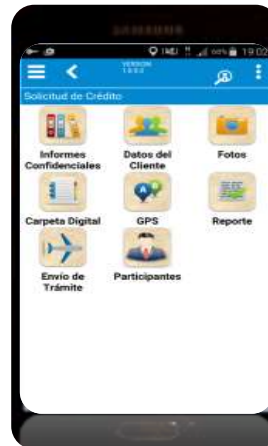 SAMSUNG
19:02
VERSION
Solicitud de Crédito
Informes
Confidenciales
Datos del
Cliente
Fotos
Carpeta Digital
GPS
Reporte
Envío de
Trámite
Participantes